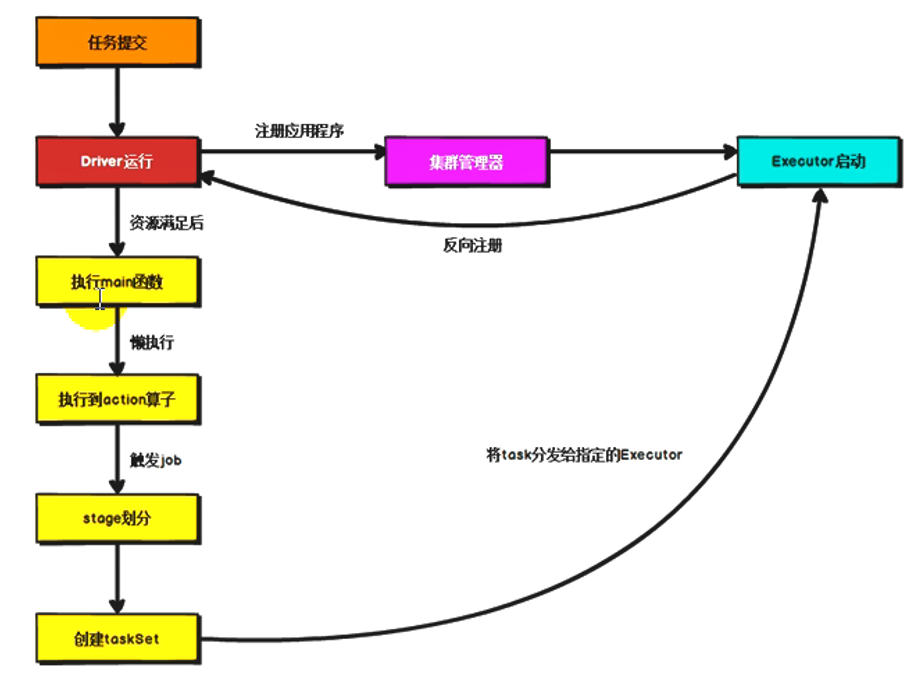 任务提交
注册应用程序
Driver运行
集群管理器
Executor启动
资源满足后
反向注册
执行main函数
懒执行
执行到action算子
触发job
将task分发给指定的Executor
stage划分
创建taskSet